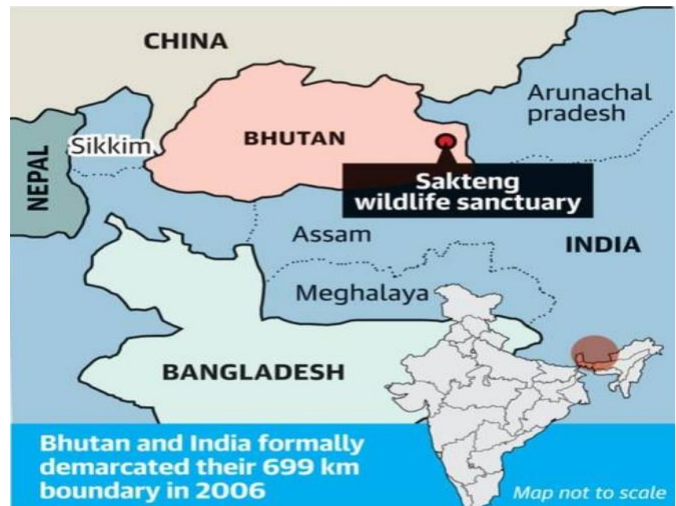 CHINA
Arunachal
pradesh
BHUTAN
Sikkim
NEPAL
Sakteng
wildlife sanctuary
Assam
INDIA
Meghalaya
BANGLADESH
Bhutan and India formally
demarcated their 699 km
boundary in 2006
Map not to scale